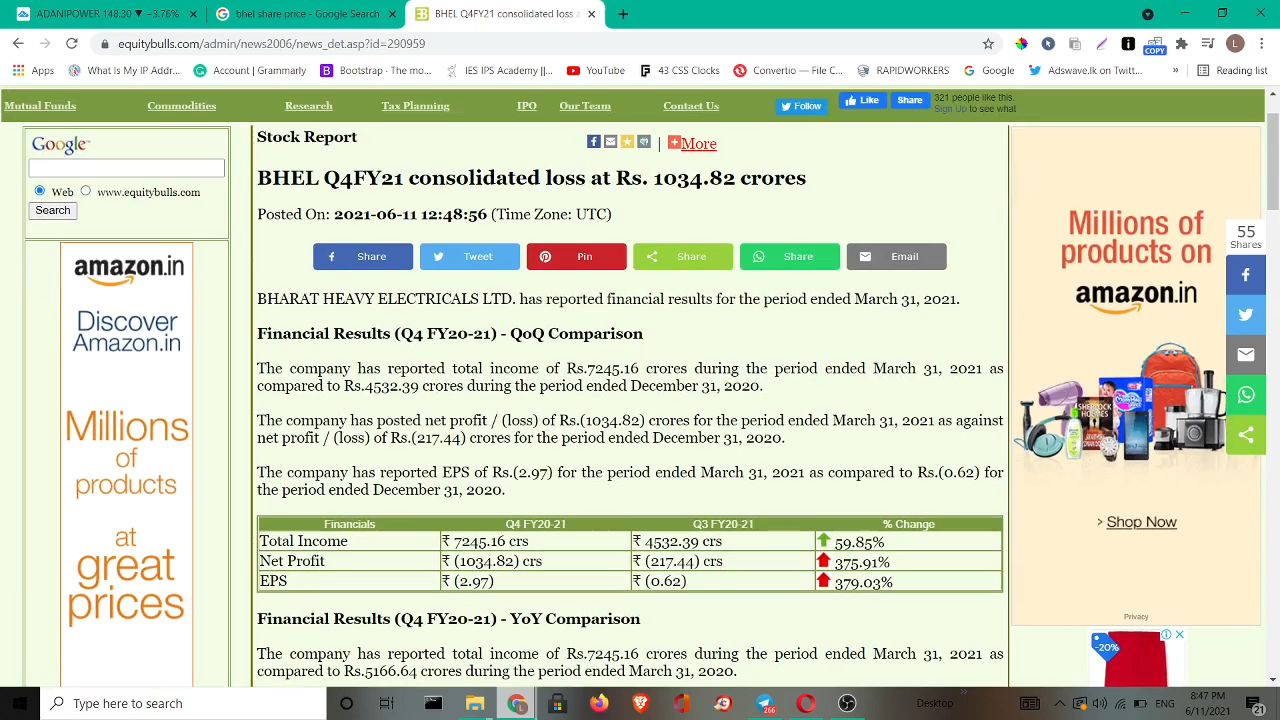 ADANIPOWER 148.30 ▼ −3.76%
bhel share price - Google Search
BHEL Q4FY21 consolidated loss a
equitybulls.com/admin/news2006/news_det.asp?id=290959
COPY
L
Apps
What Is My IP Addr...
Account | Grammarly
Bootstrap · The mo...
IES IPS Academy ||...
YouTube
43 CSS Clocks
Convertio — File C...
RAPIDWORKERS
Google
Adswave.lk on Twitt...
»
Reading list
Mutual Funds
Commodities
Research
Tax Planning
IPO
Our Team
Contact Us
Follow
Like
Share
321 people like this.
Sign Up to see what
Google
Web
www.equitybulls.com
Search
amazon.in
Discover
Amazon.in
Millions
of
products
at
great
prices
Stock Report
| More
BHEL Q4FY21 consolidated loss at Rs. 1034.82 crores
Posted On: 2021-06-11 12:48:56 (Time Zone: UTC)
Share
Tweet
Pin
Share
Share
Email
BHARAT HEAVY ELECTRICALS LTD. has reported financial results for the period ended March 31, 2021.
Financial Results (Q4 FY20-21) - QoQ Comparison
The company has reported total income of Rs.7245.16 crores during the period ended March 31, 2021 as
compared to Rs.4532.39 crores during the period ended December 31, 2020.
The company has posted net profit / (loss) of Rs.(1034.82) crores for the period ended March 31, 2021 as against
net profit / (loss) of Rs.(217.44) crores for the period ended December 31, 2020.
The company has reported EPS of Rs.(2.97) for the period ended March 31, 2021 as compared to Rs.(0.62) for
the period ended December 31, 2020.
Financials Q4 FY20-21 Q3 FY20-21 % Change
Total Income ₹ 7245.16 crs ₹ 4532.39 crs 59.85%
Net Profit ₹ (1034.82) crs ₹ (217.44) crs 375.91%
EPS ₹ (2.97) ₹ (0.62) 379.03%
Financial Results (Q4 FY20-21) - YoY Comparison
The company has reported total income of Rs.7245.16 crores during the period ended March 31, 2021 as
compared to Rs.5166.64 crores during the period ended March 31, 2020.
Millions of
products on
amazon.in
SHERLOCK
HOLMES
> Shop Now
Privacy
-20%
55
Shares
Type here to search
266
Desktop
»
ENG
8:47 PM
6/11/2021
21